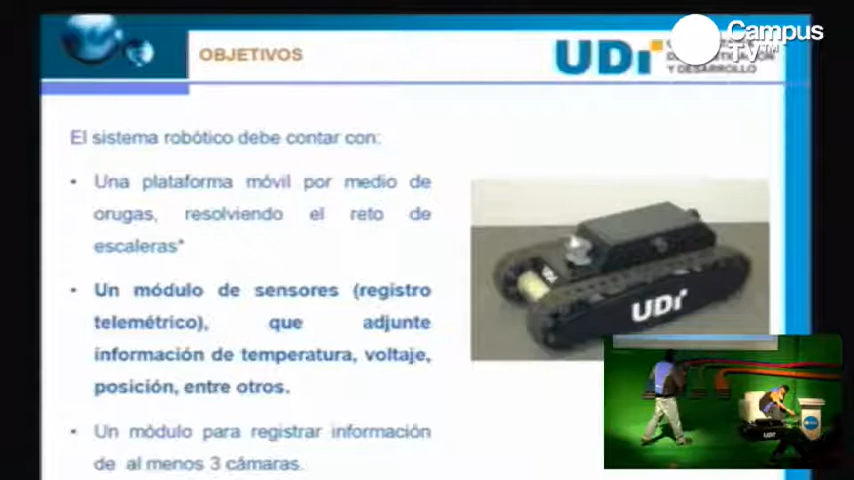 Campus
TV™
OBJETIVOS
UDi
Y DESARROLLO
El sistema robótico debe contar con:
• Una plataforma móvil por medio de
orugas, resolviendo el reto de
escaleras*
• Un módulo de sensores (registro
telemétrico), que adjunte
información de temperatura, voltaje,
posición, entre otros.
• Un módulo para registrar información
de al menos 3 cámaras.
UDi
UDi